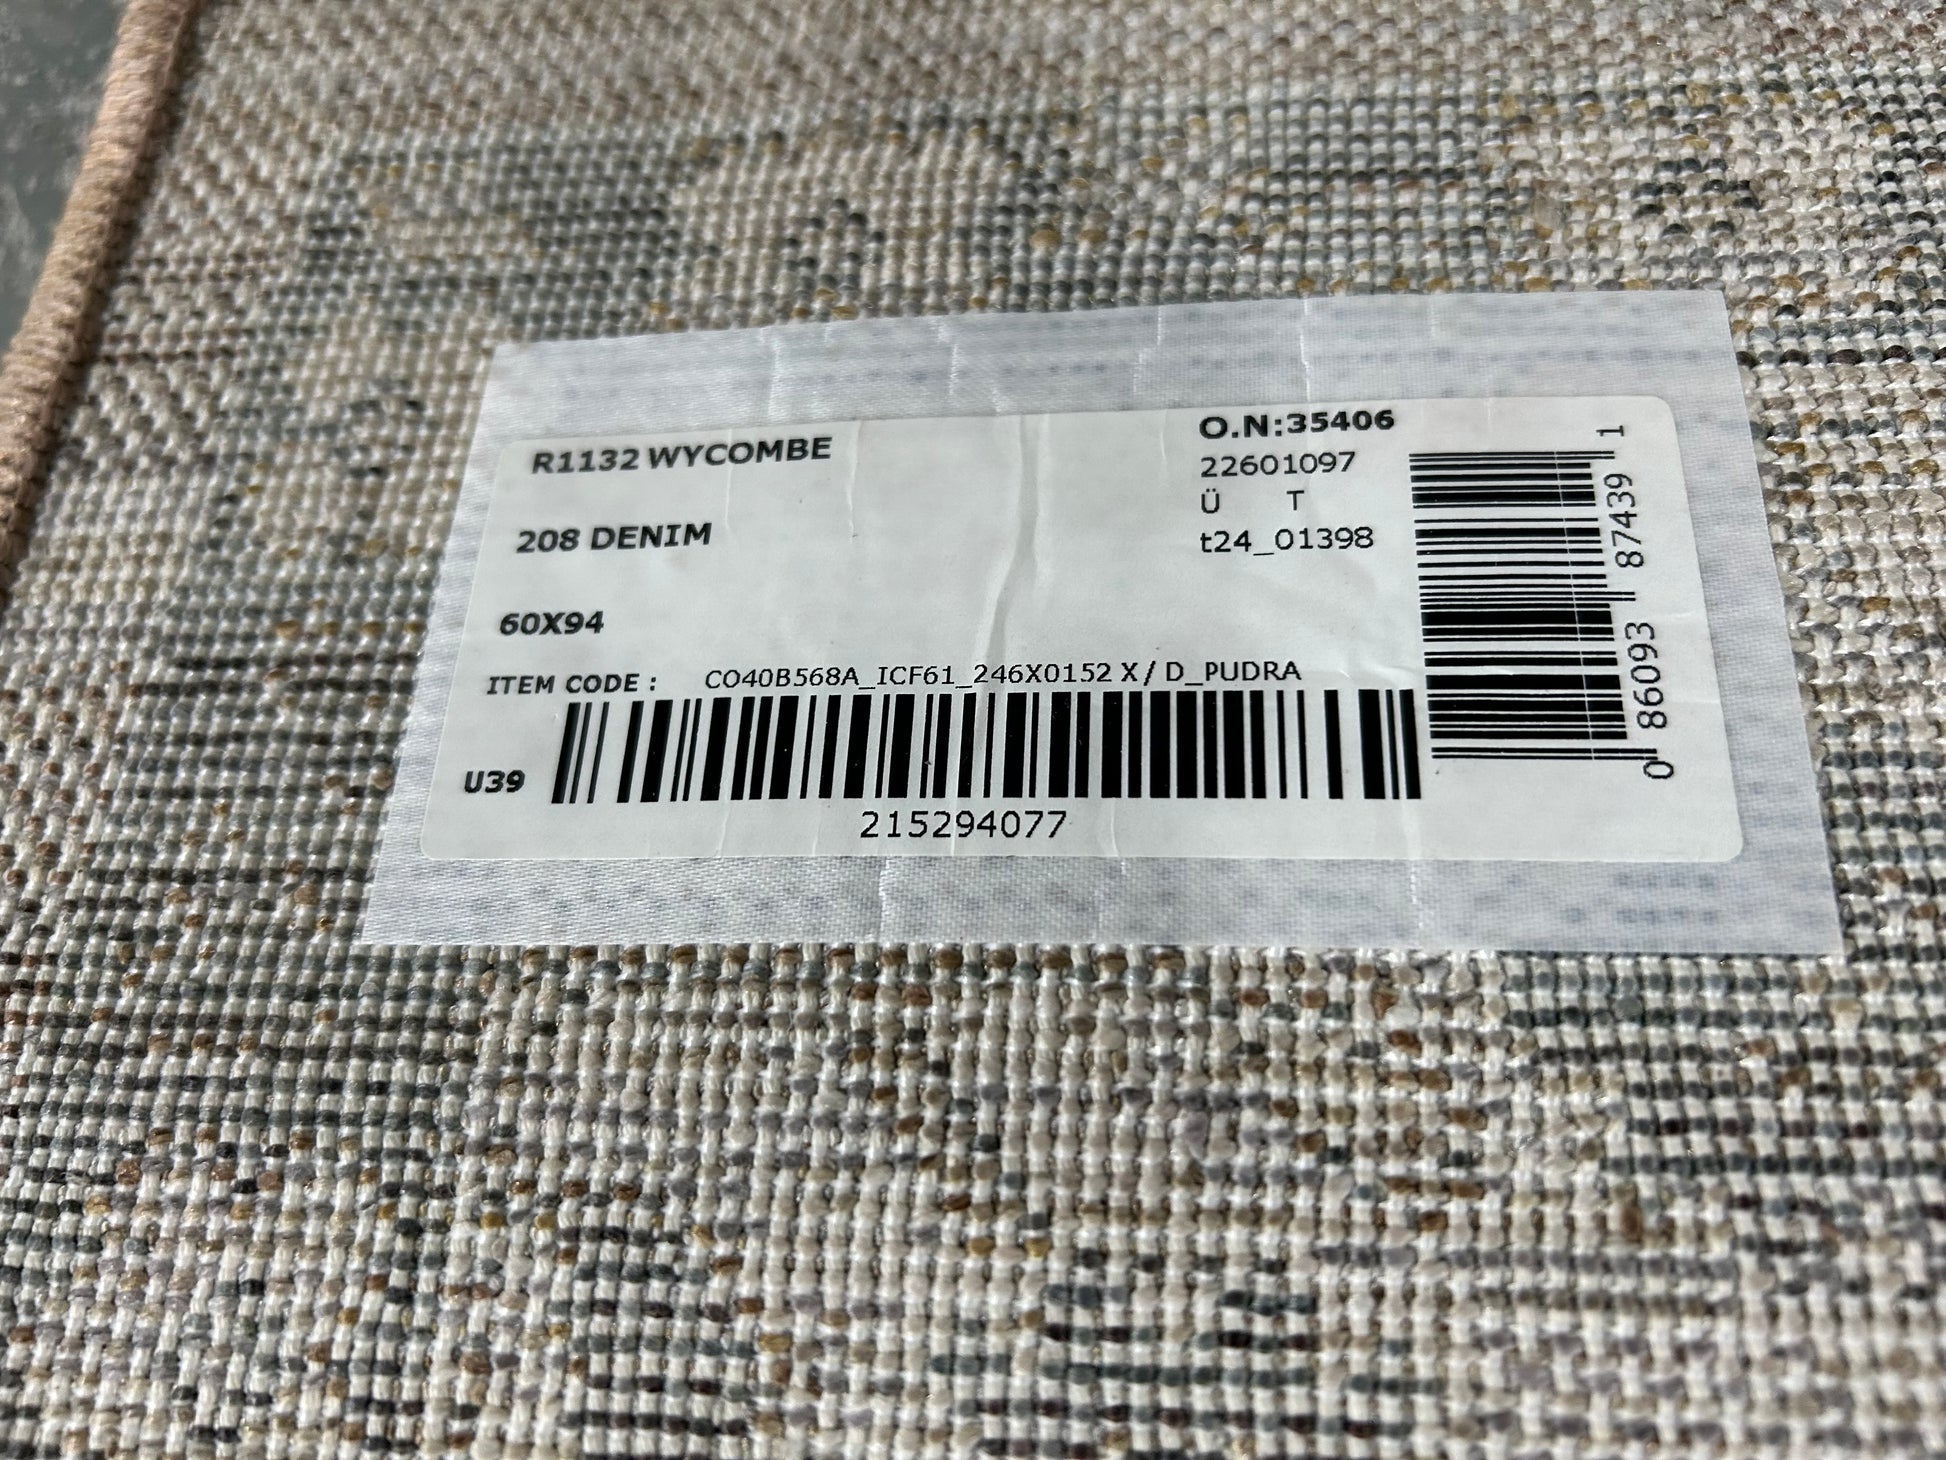 R1132 WYCOMBE
208 DENIM
60X94
O.N:35406
22601097
Ü T
t24_01398
ITEM CODE : CO40B568A_ICF61_246X0152 X / D_PUDRA
U39
215294077
0 86093 87439 1